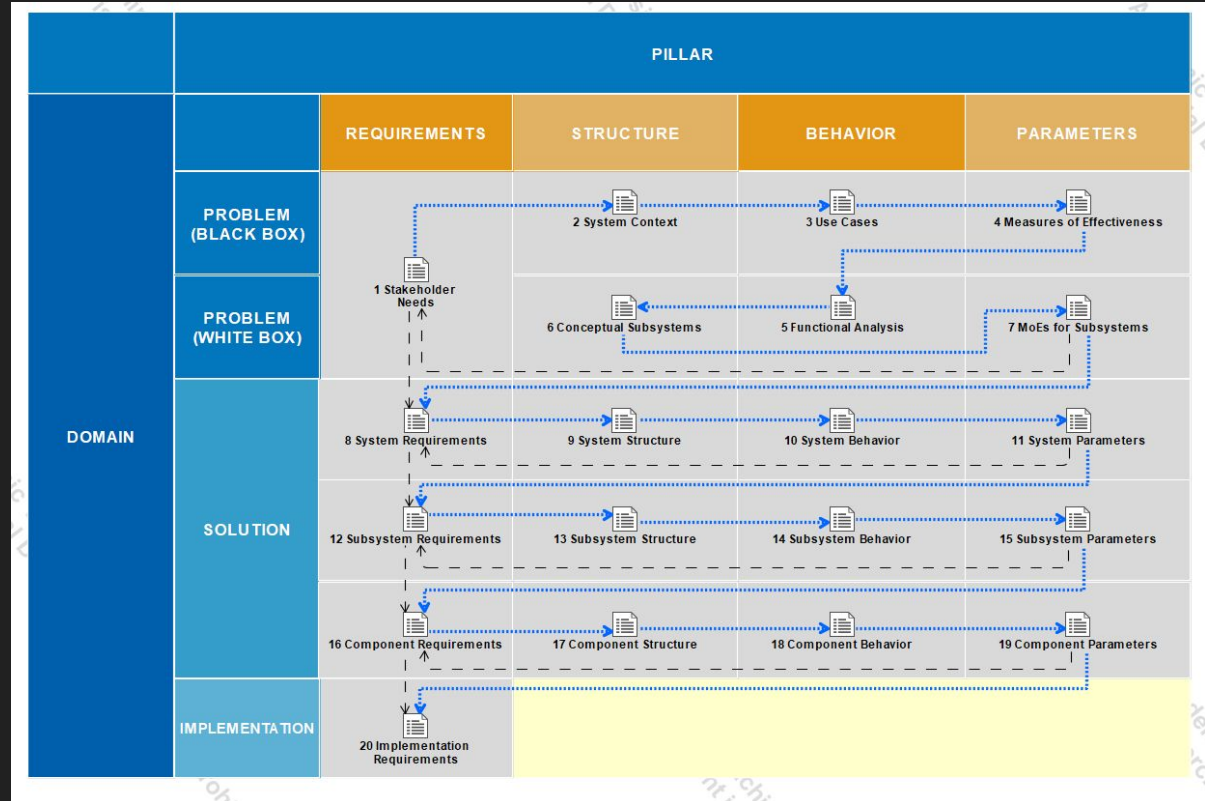 PILLAR
REQUIREMENTS
STRUCTURE
BEHAVIOR
PARAMETERS
PROBLEM
(BLACK BOX)
2 System Context
3 Use Cases
4 Measures of Effectiveness
1 Stakeholder
Needs
PROBLEM
(WHITE BOX)
6 Conceptual Subsystems
5 Functional Analysis
7 MoEs for Subsystems
DOMAIN
SOLUTION
8 System Requirements
9 System Structure
10 System Behavior
11 System Parameters
12 Subsystem Requirements
13 Subsystem Structure
14 Subsystem Behavior
15 Subsystem Parameters
16 Component Requirements
17 Component Structure
18 Component Behavior
19 Component Parameters
IMPLEMENTATION
20 Implementation
Requirements